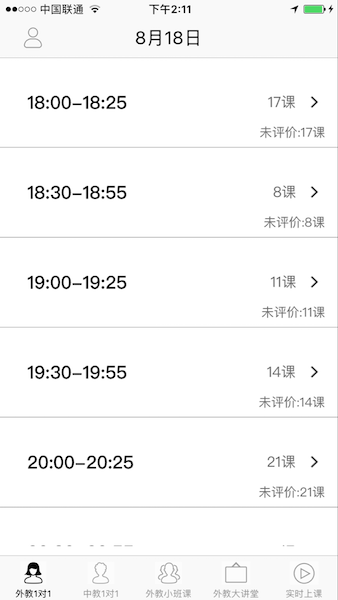 中国联通 下午2:11
8月18日
18:00-18:25 17课
未评价:17课
18:30-18:55 8课
未评价:8课
19:00-19:25 11课
未评价:11课
19:30-19:55 14课
未评价:14课
20:00-20:25 21课
未评价:21课
外教1对1 中教1对1 外教小班课 外教大讲堂 实时上课